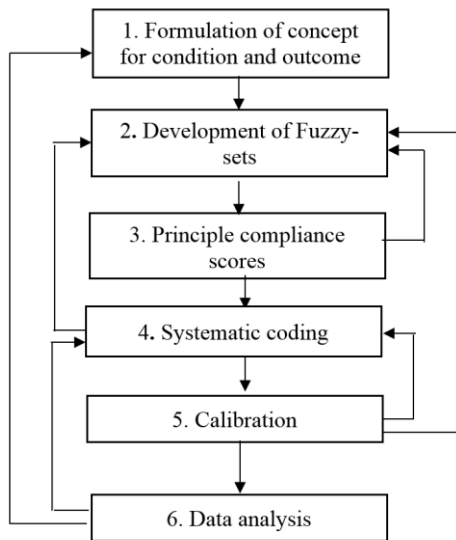 1. Formulation of concept
for condition and outcome
2. Development of Fuzzy-
sets
3. Principle compliance
scores
4. Systematic coding
5. Calibration
6. Data analysis